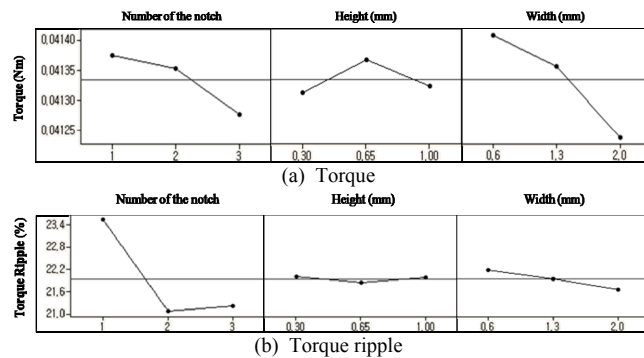 Number of the notch Height (mm) Width (mm)
Torque (Nm)
0,04140
0,04135
0,04130
0,04125
1 2 3 0,30 0,65 1,00 0,6 1,3 2,0
(a) Torque
Number of the notch Height (mm) Width (mm)
Torque Ripple (%)
23,4
22,2
21,6
21,0
1 2 3 0,30 0,65 1,00 0,6 1,3 2,0
(b) Torque ripple